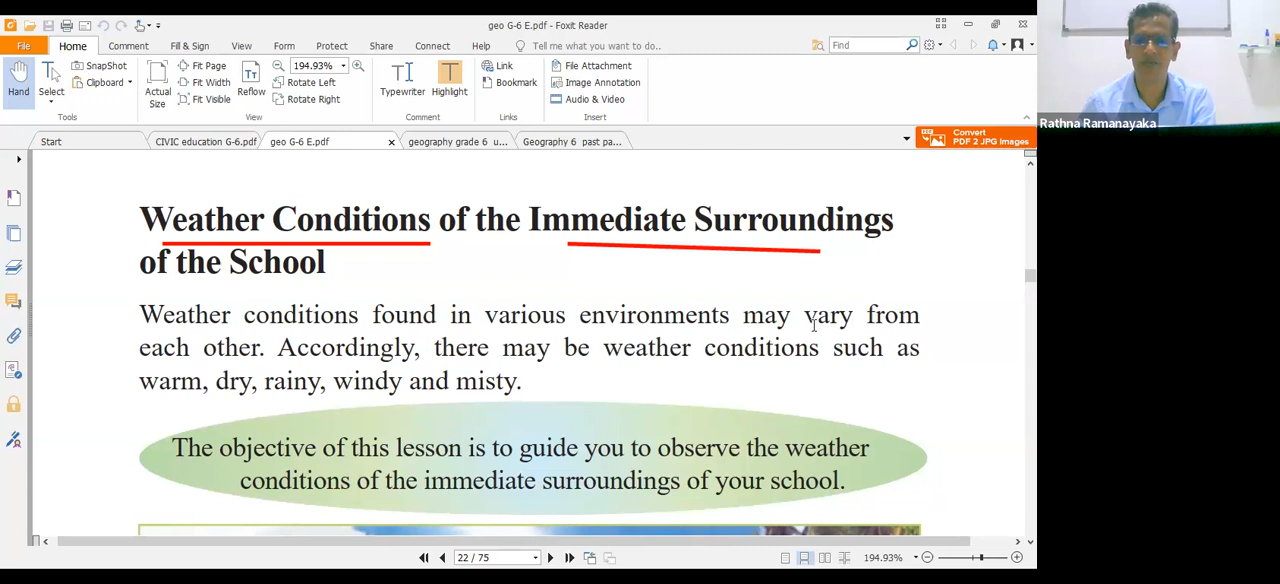 geo G-6 E.pdf - Foxit Reader
File Home Comment Fill & Sign View Form Protect Share Connect Help Tell me what you want to do.. Find
Hand Select SnapShot Clipboard Actual Size Fit Page Fit Width Fit Visible Reflow 194.93% Rotate Left Rotate Right Typewriter Highlight Link Bookmark File Attachment Image Annotation Audio & Video
Tools View Comment Links Insert
Start CIVIC education G-6.pdf geo G-6 E.pdf geography grade 6 u... Geography 6 past pa... Convert PDF 2 JPG Images
Rathna Ramanayaka
Weather Conditions of the Immediate Surroundings
of the School
Weather conditions found in various environments may vary from
each other. Accordingly, there may be weather conditions such as
warm, dry, rainy, windy and misty.
The objective of this lesson is to guide you to observe the weather
conditions of the immediate surroundings of your school.
22 / 75 194.93%